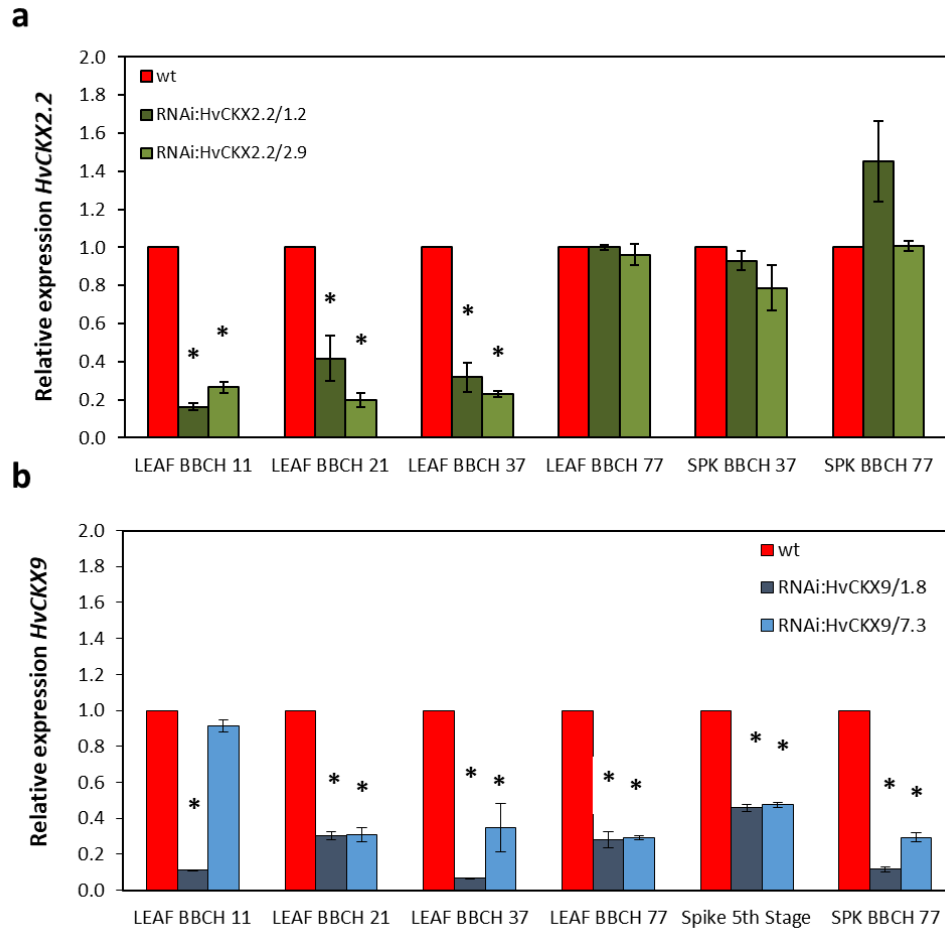 a
Relative expression HvCKX2.2
2.0
1.8
1.6
1.4
1.2
1.0
0.8
0.6
0.4
0.2
0.0
wt
RNAi:HvCKX2.2/1.2
RNAi:HvCKX2.2/2.9
* * * * * *
LEAF BBCH 11 LEAF BBCH 21 LEAF BBCH 37 LEAF BBCH 77 SPK BBCH 37 SPK BBCH 77
b
Relative expression HvCKX9
2.0
1.8
1.6
1.4
1.2
1.0
0.8
0.6
0.4
0.2
0.0
wt
RNAi:HvCKX9/1.8
RNAi:HvCKX9/7.3
* * * * * * * * * * *
LEAF BBCH 11 LEAF BBCH 21 LEAF BBCH 37 LEAF BBCH 77 Spike 5th Stage SPK BBCH 77